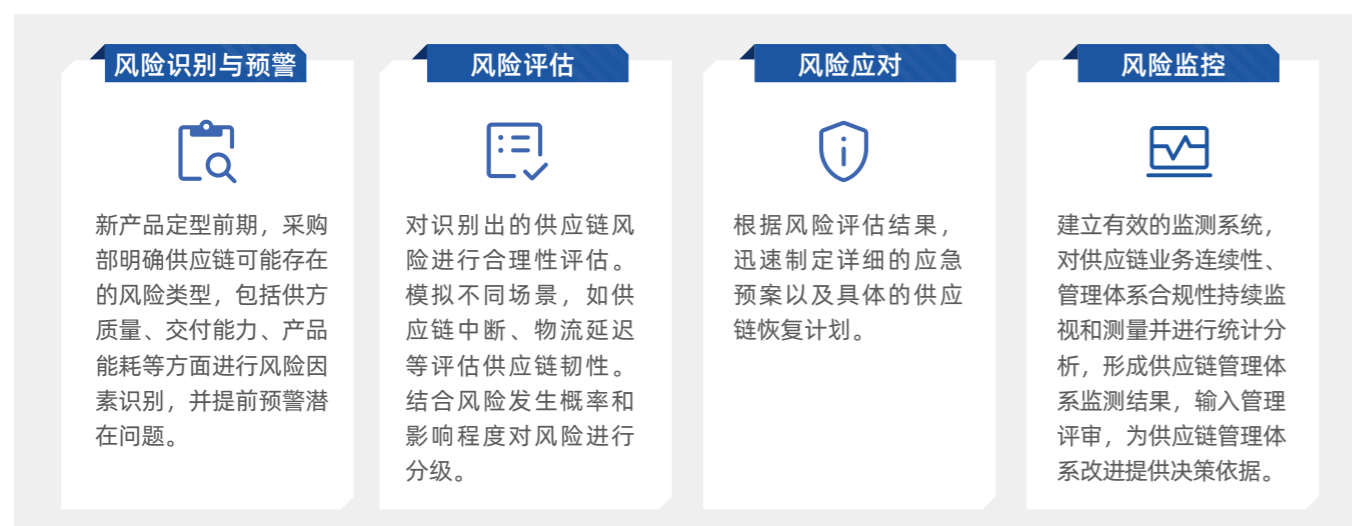 风险识别与预警
新产品定型前期，采购
部明确供应链可能存在
的风险类型，包括供方
质量、交付能力、产品
能耗等方面进行风险因
素识别，并提前预警潜
在问题。
风险评估
对识别出的供应链风
险进行合理性评估。
模拟不同场景，如供
应链中断、物流延迟
等评估供应链韧性。
结合风险发生概率和
影响程度对风险进行
分级。
风险应对
根据风险评估结果，
迅速制定详细的应急
预案以及具体的供应
链恢复计划。
风险监控
建立有效的监测系统，
对供应链业务连续性、
管理体系合规性持续监
视和测量并进行统计分
析，形成供应链管理体
系监测结果，输入管理
评审，为供应链管理体
系改进提供决策依据。